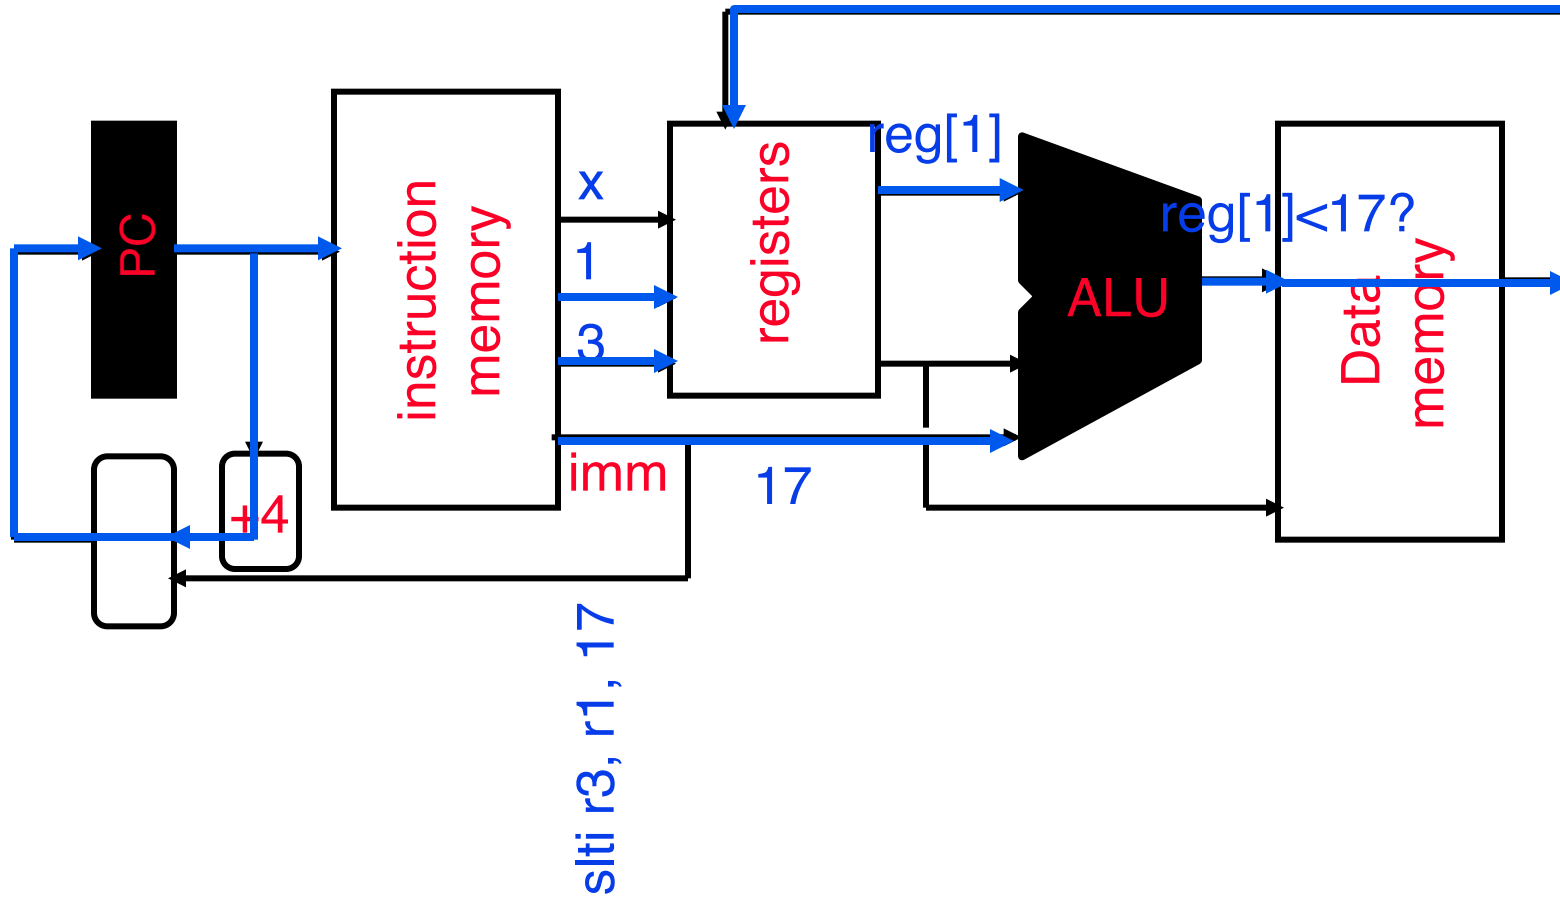 PC
+4
instruction
memory
x
1
3
imm
17
registers
reg[1]
ALU
reg[1]<17?
Data
memory
slti r3, r1, 17